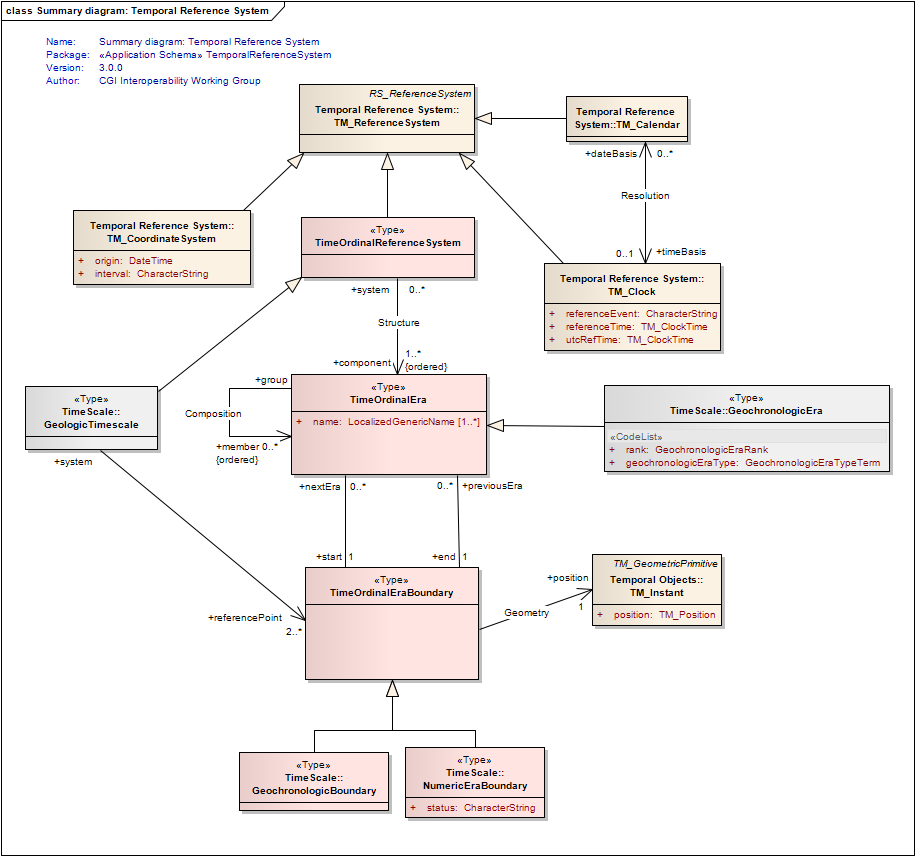 class Summary diagram: Temporal Reference System
Name: Summary diagram: Temporal Reference System
Package: «Application Schema» TemporalReferenceSystem
Version: 3.0.0
Author: CGI Interoperability Working Group
RS_ReferenceSystem
Temporal Reference System::
TM_ReferenceSystem
Temporal Reference
System::TM_Calendar
+dateBasis 0..*
Resolution
0..1 +timeBasis
Temporal Reference System::
TM_CoordinateSystem
+ origin: DateTime
+ interval: CharacterString
«Type»
TimeOrdinalReferenceSystem
Temporal Reference System::
TM_Clock
+ referenceEvent: CharacterString
+ referenceTime: TM_ClockTime
+ utcRefTime: TM_ClockTime
+system 0..*
Structure
1..*
+component {ordered}
+group
Composition
+member 0..*
{ordered}
«Type»
TimeOrdinalEra
+ name: LocalizedGenericName [1..*]
«Type»
TimeScale::
GeologicTimescale
+system
«Type»
TimeScale::GeochronologicEra
«CodeList»
+ rank: GeochronologicEraRank
+ geochronologicEraType: GeochronologicEraTypeTerm
+nextEra 0..*
0..* +previousEra
+start 1
+end 1
«Type»
TimeOrdinalEraBoundary
+referencePoint
2..*
+position
1
Geometry
TM_GeometricPrimitive
Temporal Objects::
TM_Instant
+ position: TM_Position
«Type»
TimeScale::
GeochronologicBoundary
«Type»
TimeScale::
NumericEraBoundary
+ status: CharacterString